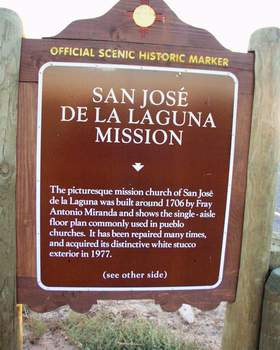 OFFICIAL SCENIC HISTORIC MARKER
SAN JOSÉ
DE LA LAGUNA
MISSION
The picturesque mission church of San José
de la Laguna was built around 1706 by Fray
Antonio Miranda and shows the single-aisle
floor plan commonly used in pueblo
churches. It has been repaired many times,
and acquired its distinctive white stucco
exterior in 1977.
(see other side)